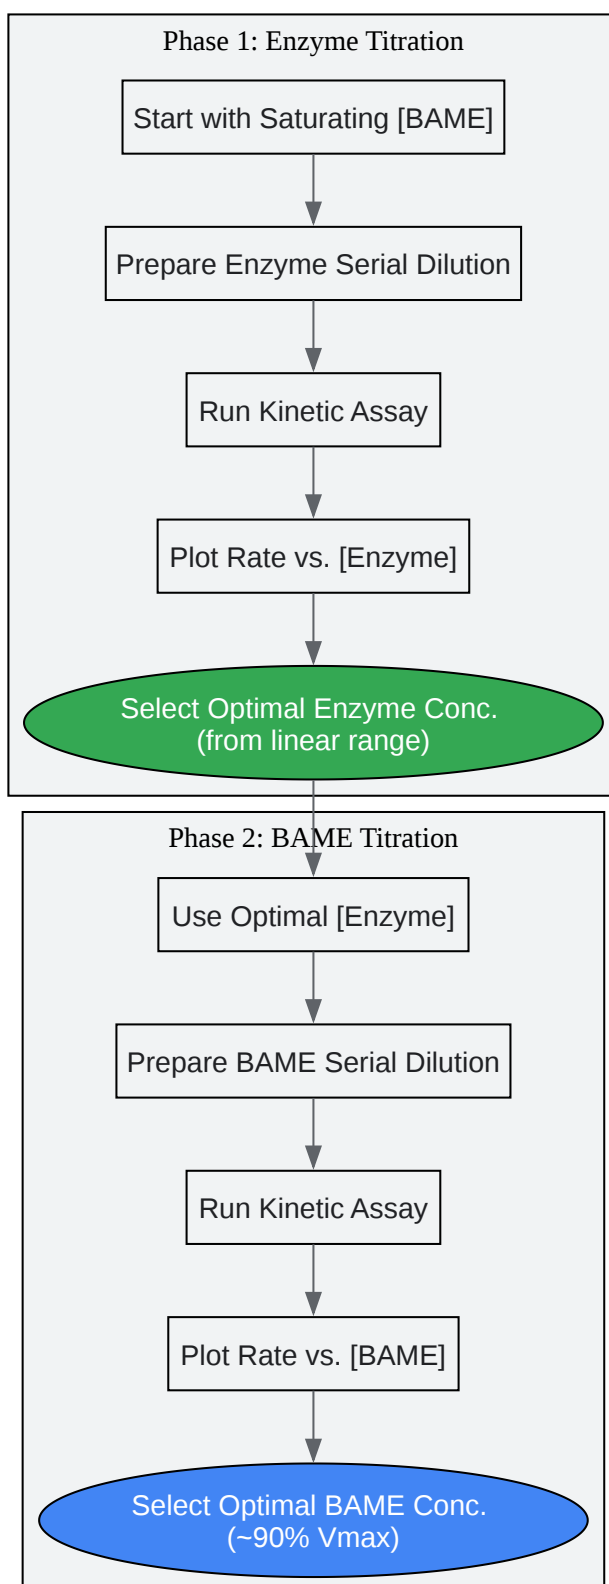 Phase 1: Enzyme Titration
Start with Saturating [BAME]
Prepare Enzyme Serial Dilution
Run Kinetic Assay
Plot Rate vs. [Enzyme]
Select Optimal Enzyme Conc.
(from linear range)
Phase 2: BAME Titration
Use Optimal [Enzyme]
Prepare BAME Serial Dilution
Run Kinetic Assay
Plot Rate vs. [BAME]
Select Optimal BAME Conc.
(~90% Vmax)